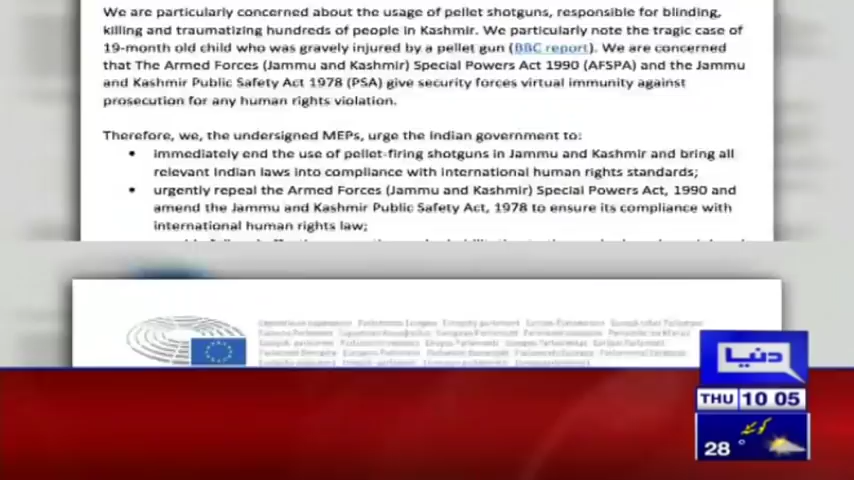 We are particularly concerned about the usage of pellet shotguns, responsible for blinding,
killing and traumatizing hundreds of people in Kashmir. We particularly note the tragic case of
19-month old child who was gravely injured by a pellet gun (BBC report). We are concerned
that The Armed Forces (Jammu and Kashmir) Special Powers Act 1990 (AFSPA) and the Jammu
and Kashmir Public Safety Act 1978 (PSA) give security forces virtual immunity against
prosecution for any human rights violation.
Therefore, we, the undersigned MEPs, urge the Indian government to:
• immediately end the use of pellet-firing shotguns in Jammu and Kashmir and bring all
relevant Indian laws into compliance with international human rights standards;
• urgently repeal the Armed Forces (Jammu and Kashmir) Special Powers Act, 1990 and
amend the Jammu and Kashmir Public Safety Act, 1978 to ensure its compliance with
international human rights law;
دنیا
THU 10 05
کوئٹہ
28°